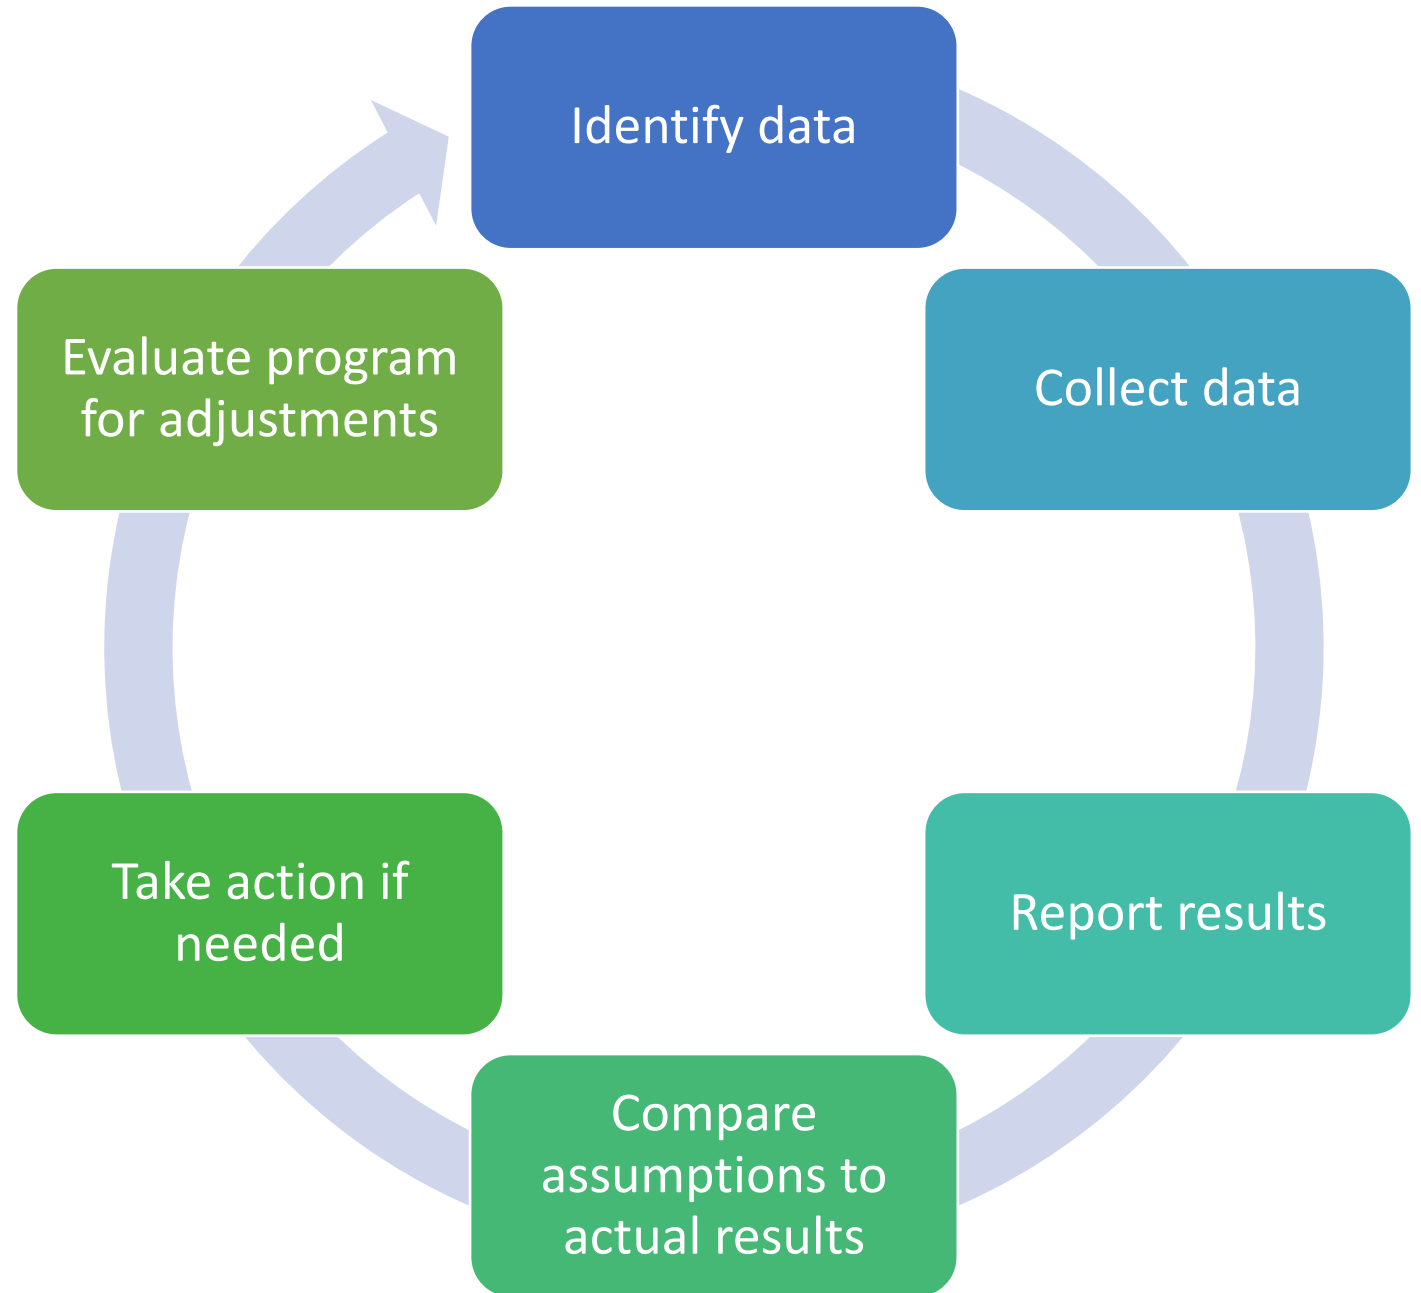 Identify data
Collect data
Report results
Compare
assumptions to
actual results
Take action if
needed
Evaluate program
for adjustments